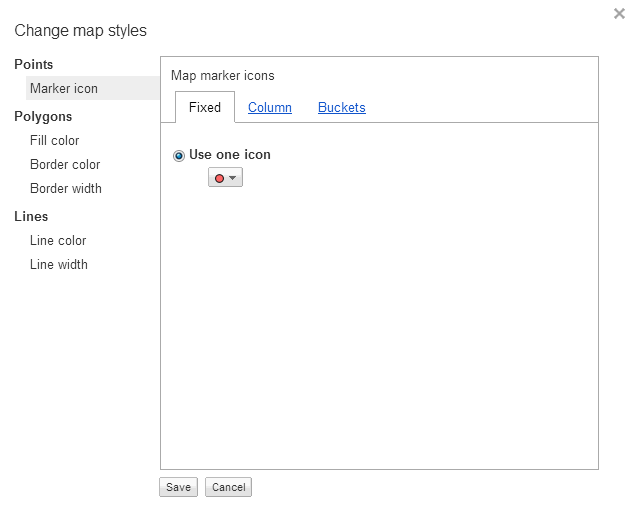 Change map styles
Points
Marker icon
Polygons
Fill color
Border color
Border width
Lines
Line color
Line width
Map marker icons
Fixed Column Buckets
Use one icon
Save Cancel